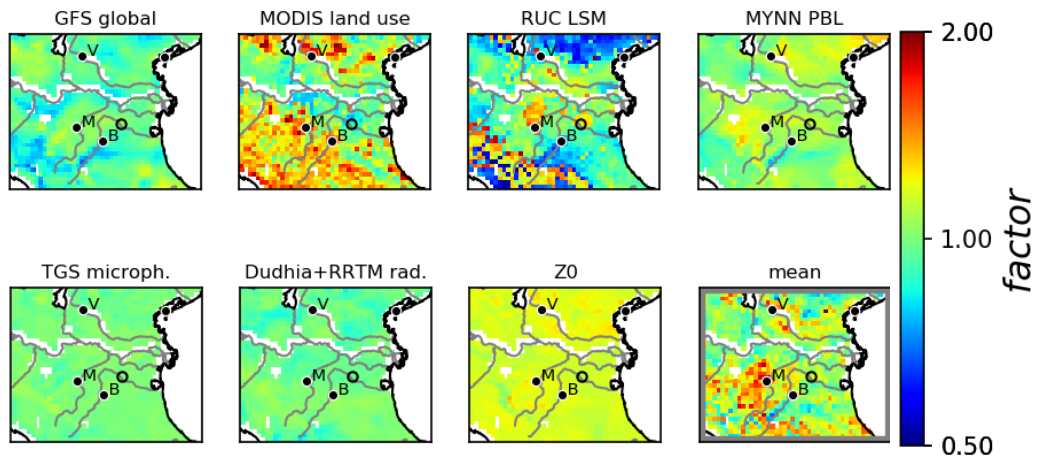 GFS global
MODIS land use
RUC LSM
MYNN PBL
2.00
V
V
V
V
M
M
M
M
B
B
B
B
1.00
factor
TGS microph.
Dudhia+RRTM rad.
Z0
mean
V
V
V
V
M
M
M
M
B
B
B
B
0.50